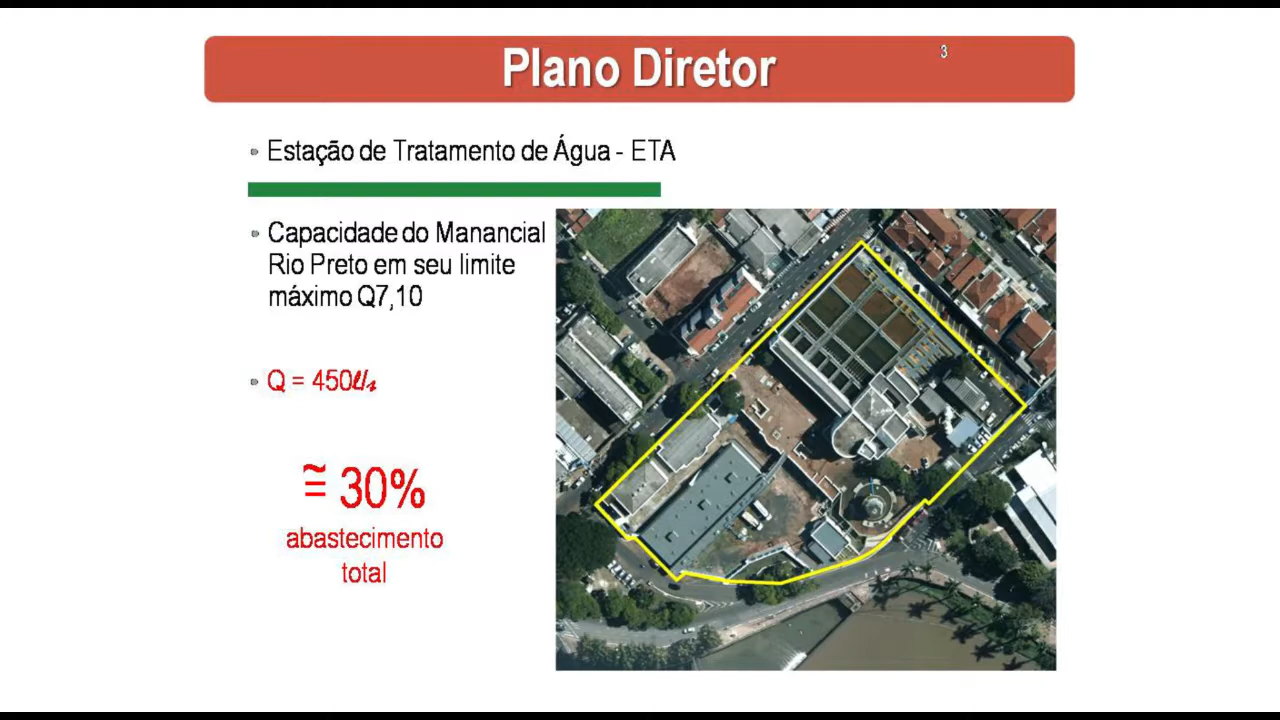 Plano Diretor
3
Estação de Tratamento de Água - ETA
Capacidade do Manancial
Rio Preto em seu limite
máximo Q7,10
Q = 450ℓ/s
≅ 30%
abastecimento
total